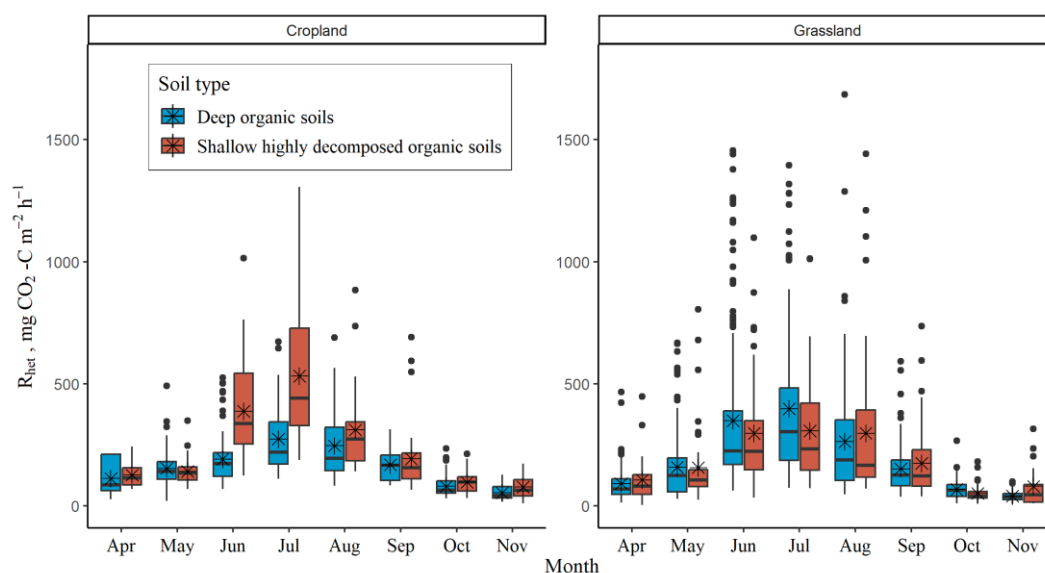 Cropland
Grassland
Soil type
Deep organic soils
Shallow highly decomposed organic soils
R_het , mg CO₂ -C m⁻² h⁻¹
1500
1000
500
0
1500
1000
500
0
Apr May Jun Jul Aug Sep Oct Nov
Apr May Jun Jul Aug Sep Oct Nov
Month